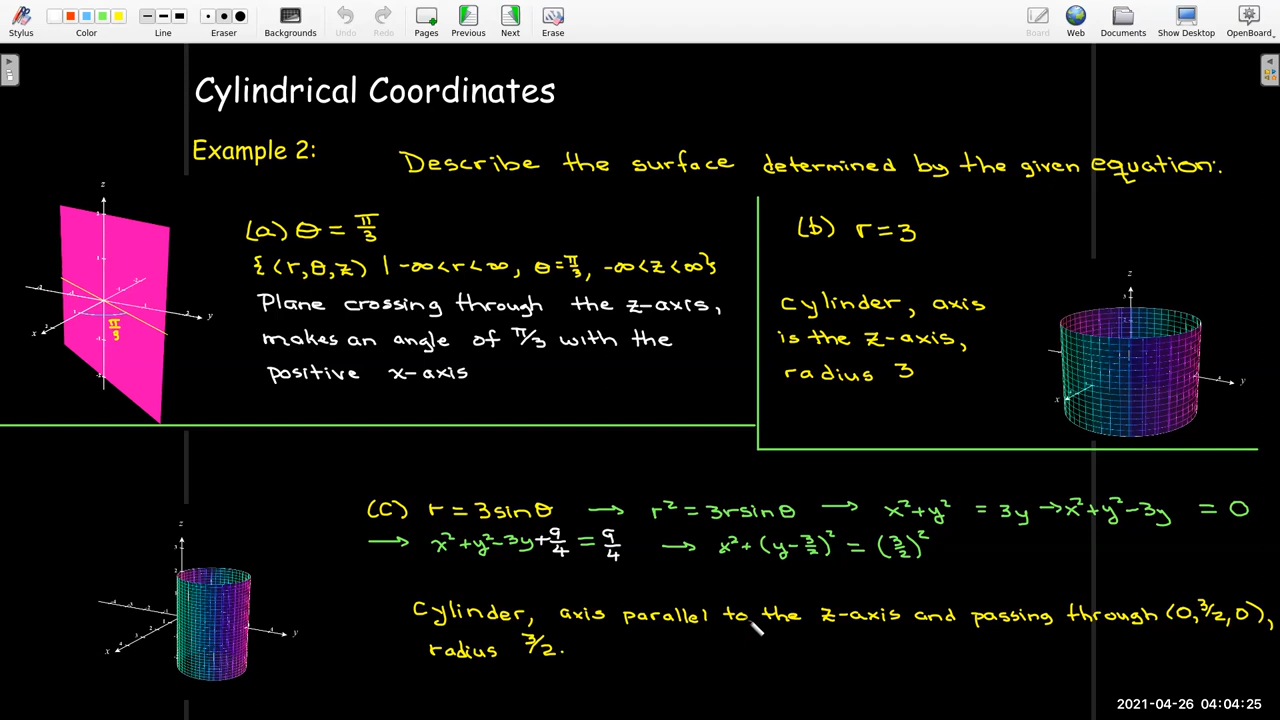 Stylus Color Line Eraser Backgrounds Undo Redo Pages Previous Next Erase Board Web Documents Show Desktop OpenBoard
Cylindrical Coordinates
Example 2: Describe the surface determined by the given equation:
(a) θ = π/3
{(r,θ,z) | -∞<r<∞, θ=π/3, -∞<z<∞}
Plane crossing through the z-axis,
makes an angle of π/3 with the
positive x-axis
z
y
x
π/3
(b) r=3
cylinder, axis
is the z-axis,
radius 3
z
y
x
(c) r=3sinθ → r²=3rsinθ → x²+y² = 3y → x²+y²-3y = 0
→ x²+y²-3y+9/4 = 9/4 → x²+(y-3/2)² = (3/2)²
Cylinder, axis parallel to the z-axis and passing through (0,3/2,0),
radius 3/2.
z
y
x
2021-04-26 04:04:25